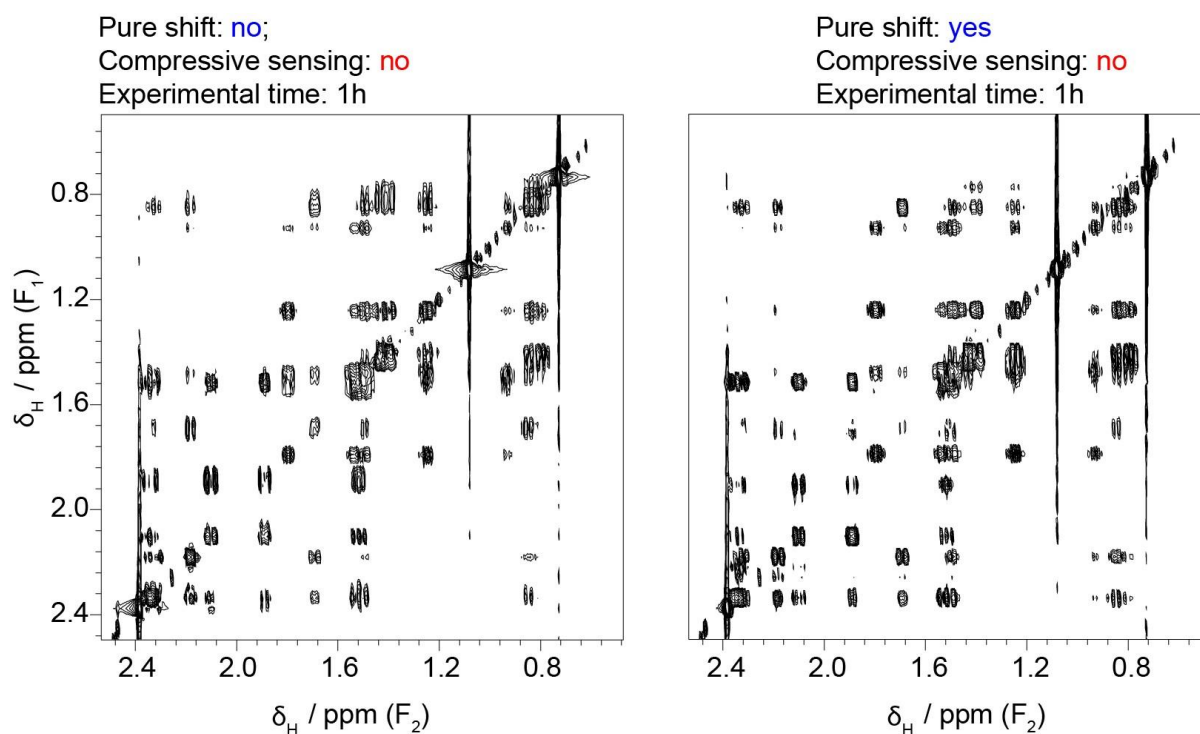 Pure shift: no;
Compressive sensing: no
Experimental time: 1h
Pure shift: yes
Compressive sensing: no
Experimental time: 1h
δH / ppm (F1)
0.8
1.2
1.6
2.0
2.4
2.4 2.0 1.6 1.2 0.8
δH / ppm (F2)
2.4 2.0 1.6 1.2 0.8
δH / ppm (F2)